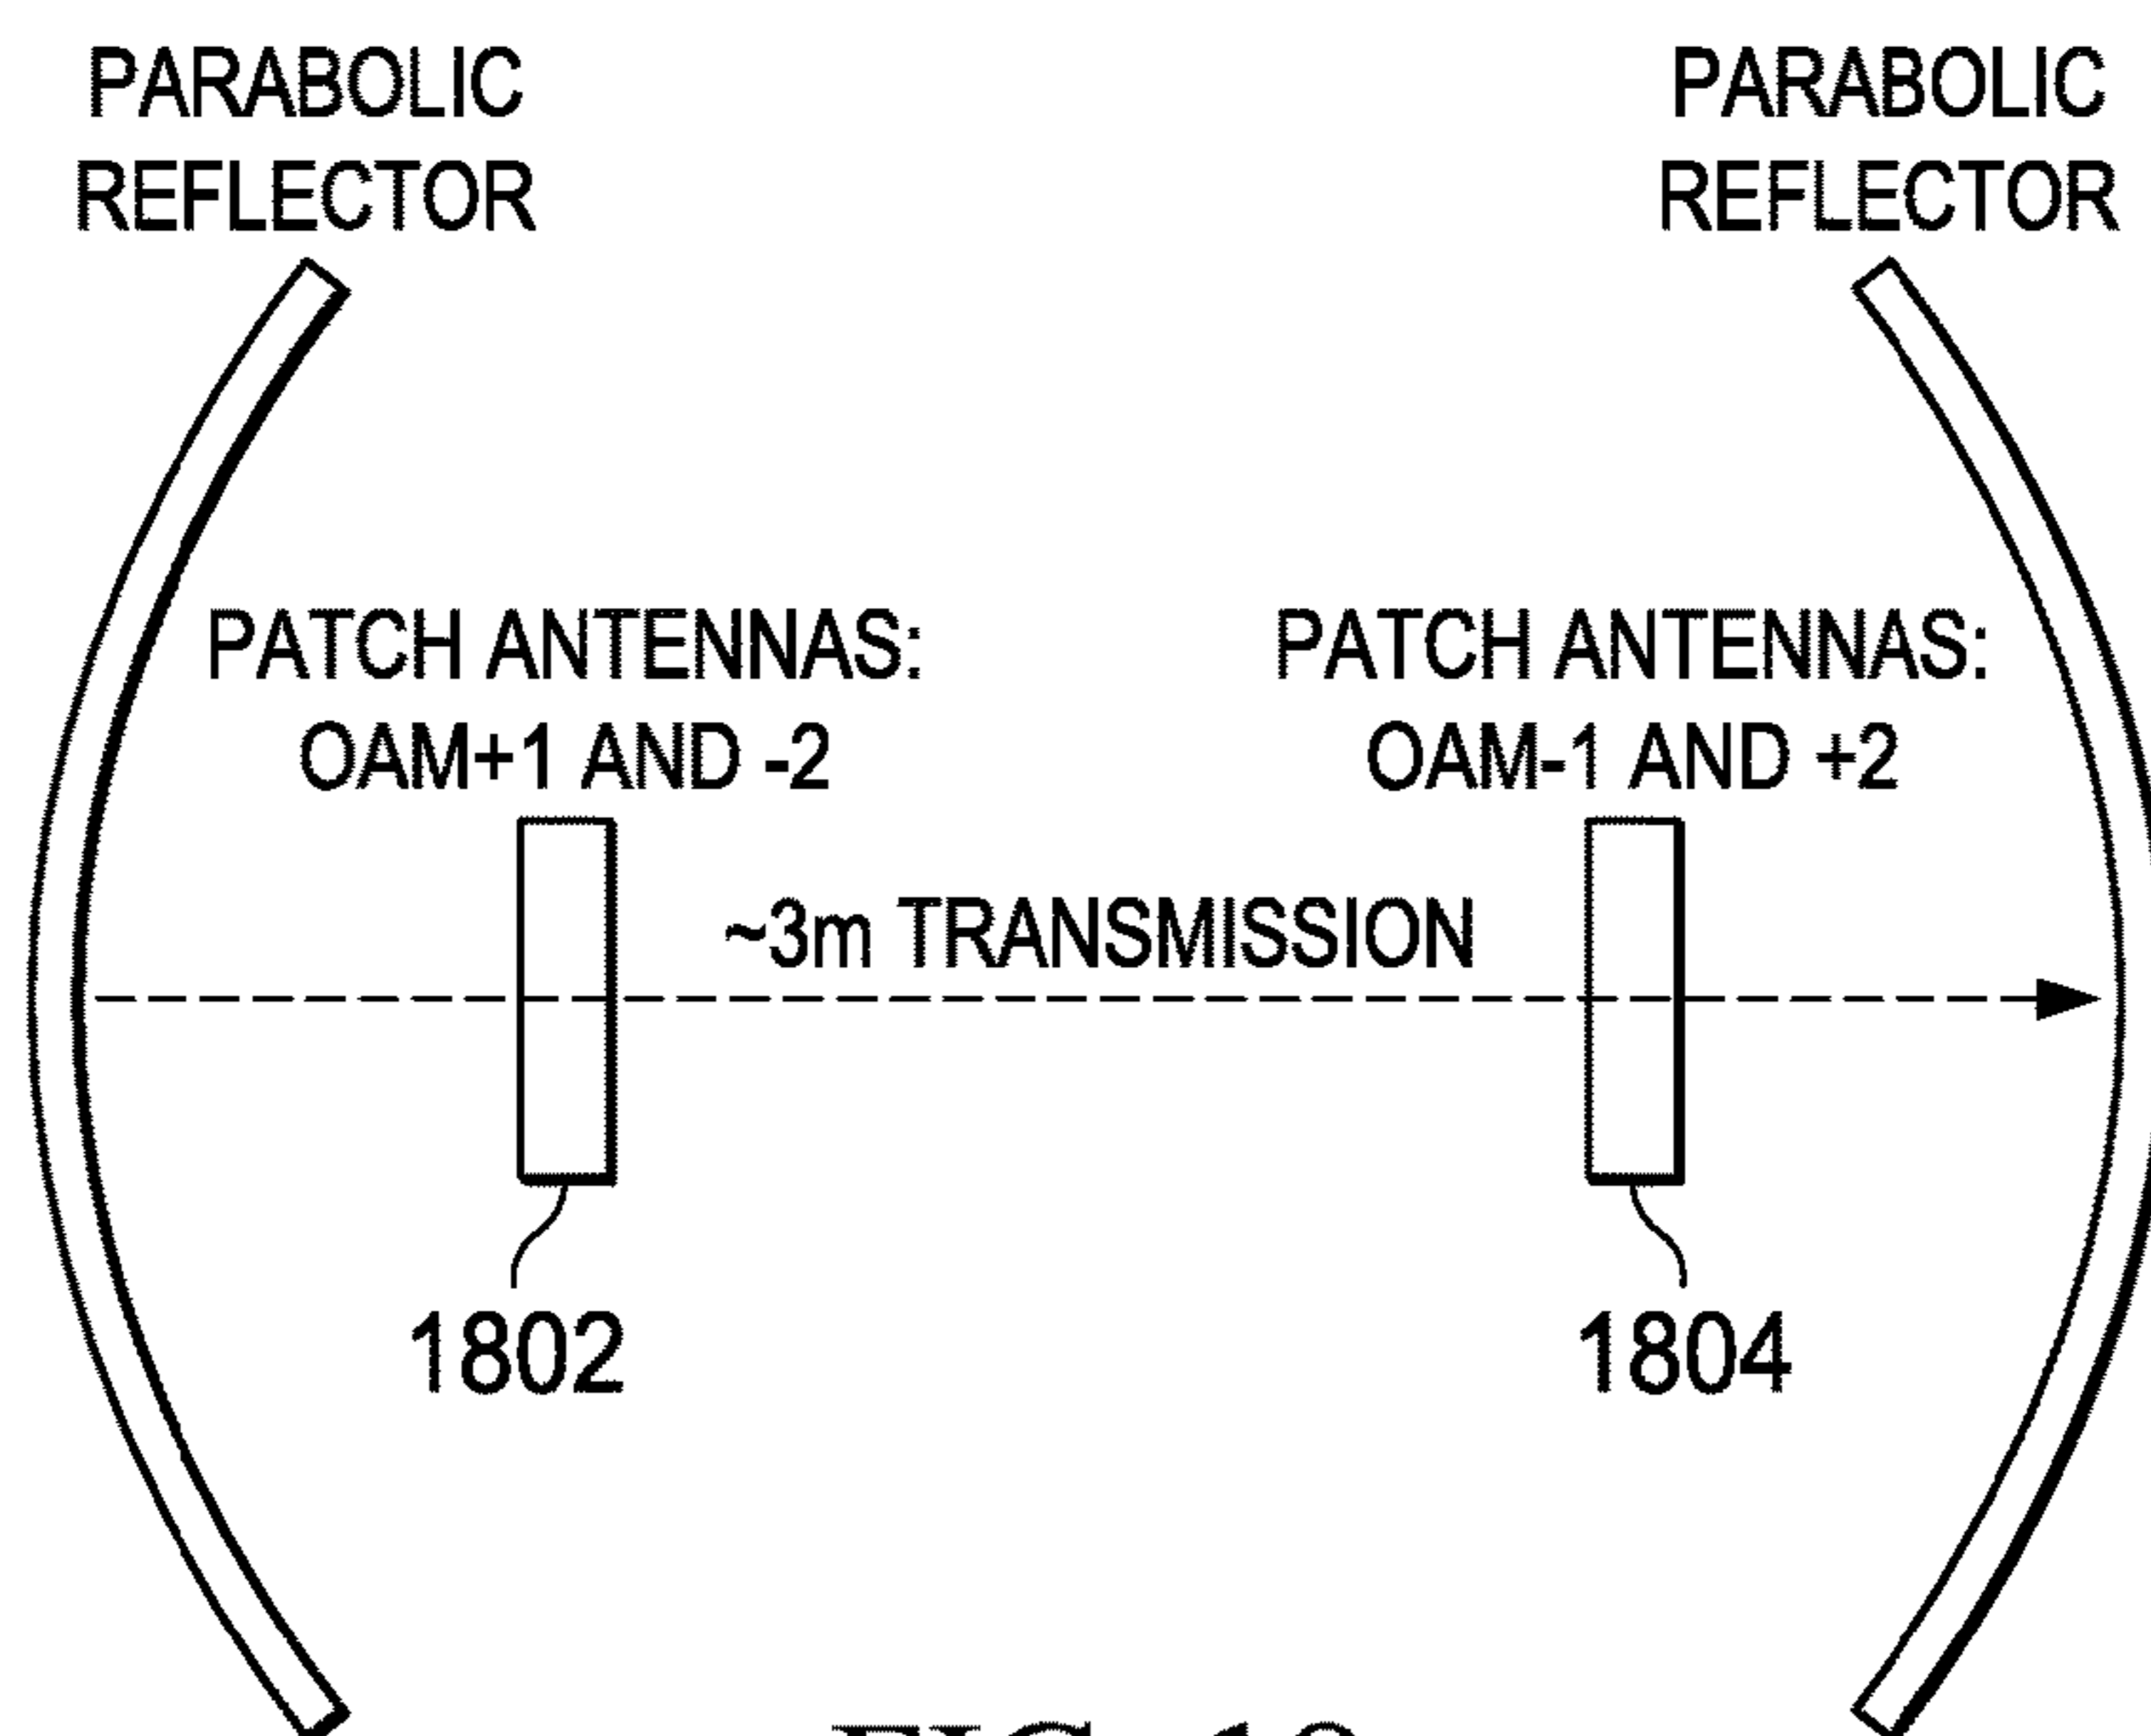 PARABOLIC
REFLECTOR
PARABOLIC
REFLECTOR
PATCH ANTENNAS:
OAM+1 AND -2
PATCH ANTENNAS:
OAM-1 AND +2
~3m TRANSMISSION
1802
1804